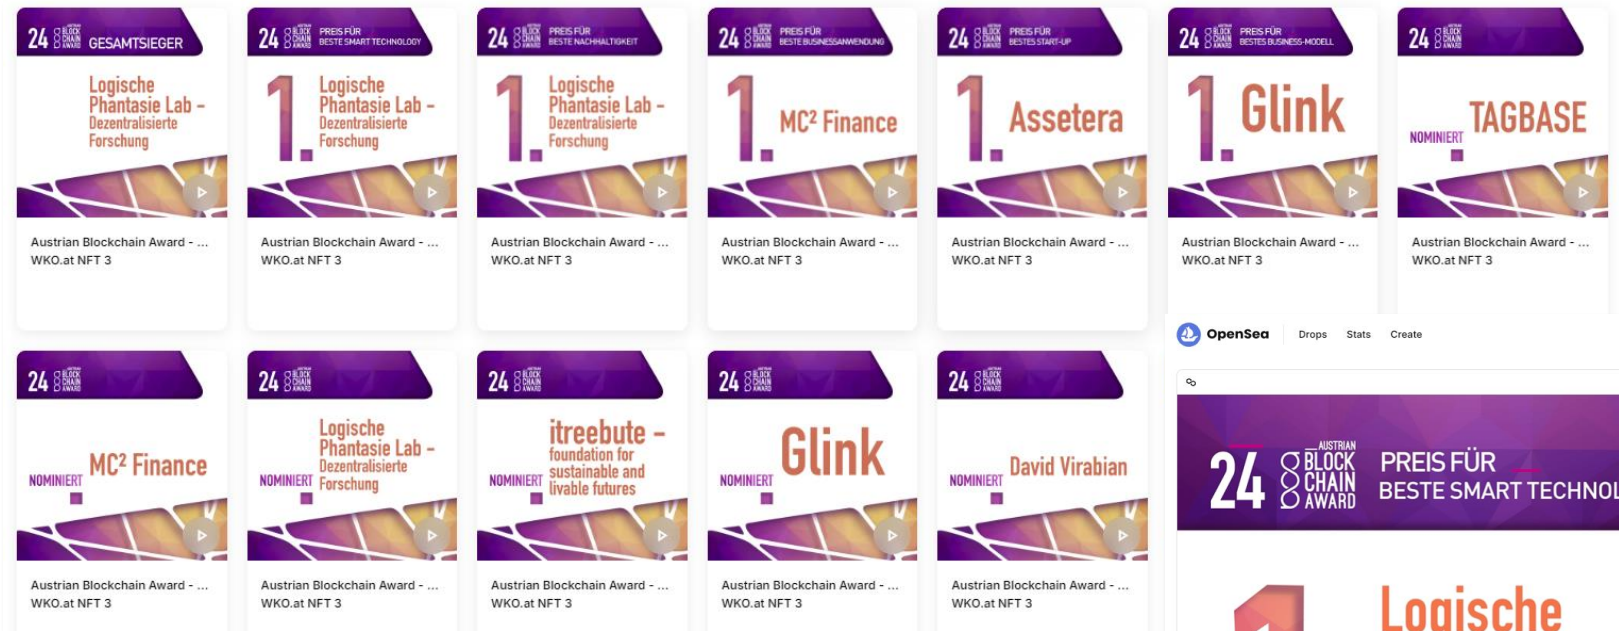 24 AUSTRIAN BLOCK CHAIN AWARD GESAMTSIEGER
Logische
Phantasie Lab –
Dezentralisierte
Forschung
Austrian Blockchain Award - ...
WKO.at NFT 3
24 AUSTRIAN BLOCK CHAIN AWARD PREIS FÜR
BESTE SMART TECHNOLOGY
1.
Logische
Phantasie Lab –
Dezentralisierte
Forschung
Austrian Blockchain Award - ...
WKO.at NFT 3
24 AUSTRIAN BLOCK CHAIN AWARD PREIS FÜR
BESTE NACHHALTIGKEIT
1.
Logische
Phantasie Lab –
Dezentralisierte
Forschung
Austrian Blockchain Award - ...
WKO.at NFT 3
24 AUSTRIAN BLOCK CHAIN AWARD PREIS FÜR
BESTE BUSINESSANWENDUNG
1. MC² Finance
Austrian Blockchain Award - ...
WKO.at NFT 3
24 AUSTRIAN BLOCK CHAIN AWARD PREIS FÜR
BESTES START-UP
1. Assetera
Austrian Blockchain Award - ...
WKO.at NFT 3
24 AUSTRIAN BLOCK CHAIN AWARD PREIS FÜR
BESTES BUSINESS-MODELL
1. Glink
Austrian Blockchain Award - ...
WKO.at NFT 3
24 AUSTRIAN BLOCK CHAIN AWARD
NOMINIERT TAGBASE
Austrian Blockchain Award - ...
WKO.at NFT 3
24 AUSTRIAN BLOCK CHAIN AWARD
NOMINIERT MC² Finance
Austrian Blockchain Award - ...
WKO.at NFT 3
24 AUSTRIAN BLOCK CHAIN AWARD
Logische
Phantasie Lab –
Dezentralisierte
NOMINIERT Forschung
Austrian Blockchain Award - ...
WKO.at NFT 3
24 AUSTRIAN BLOCK CHAIN AWARD
itreebute –
foundation for
sustainable and
NOMINIERT livable futures
Austrian Blockchain Award - ...
WKO.at NFT 3
24 AUSTRIAN BLOCK CHAIN AWARD
Glink
NOMINIERT
Austrian Blockchain Award - ...
WKO.at NFT 3
24 AUSTRIAN BLOCK CHAIN AWARD
NOMINIERT David Virabian
Austrian Blockchain Award - ...
WKO.at NFT 3
OpenSea Drops Stats Create
24
AUSTRIAN
BLOCK
CHAIN
AWARD
PREIS FÜR
BESTE SMART TECHNOL
1
Logische